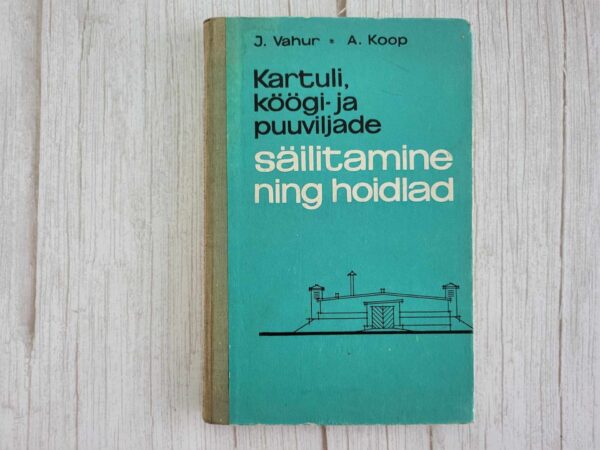 J. Vahur • A. Koop
Kartuli,
köögi- ja
puuviljade
säilitamine
ning hoidlad